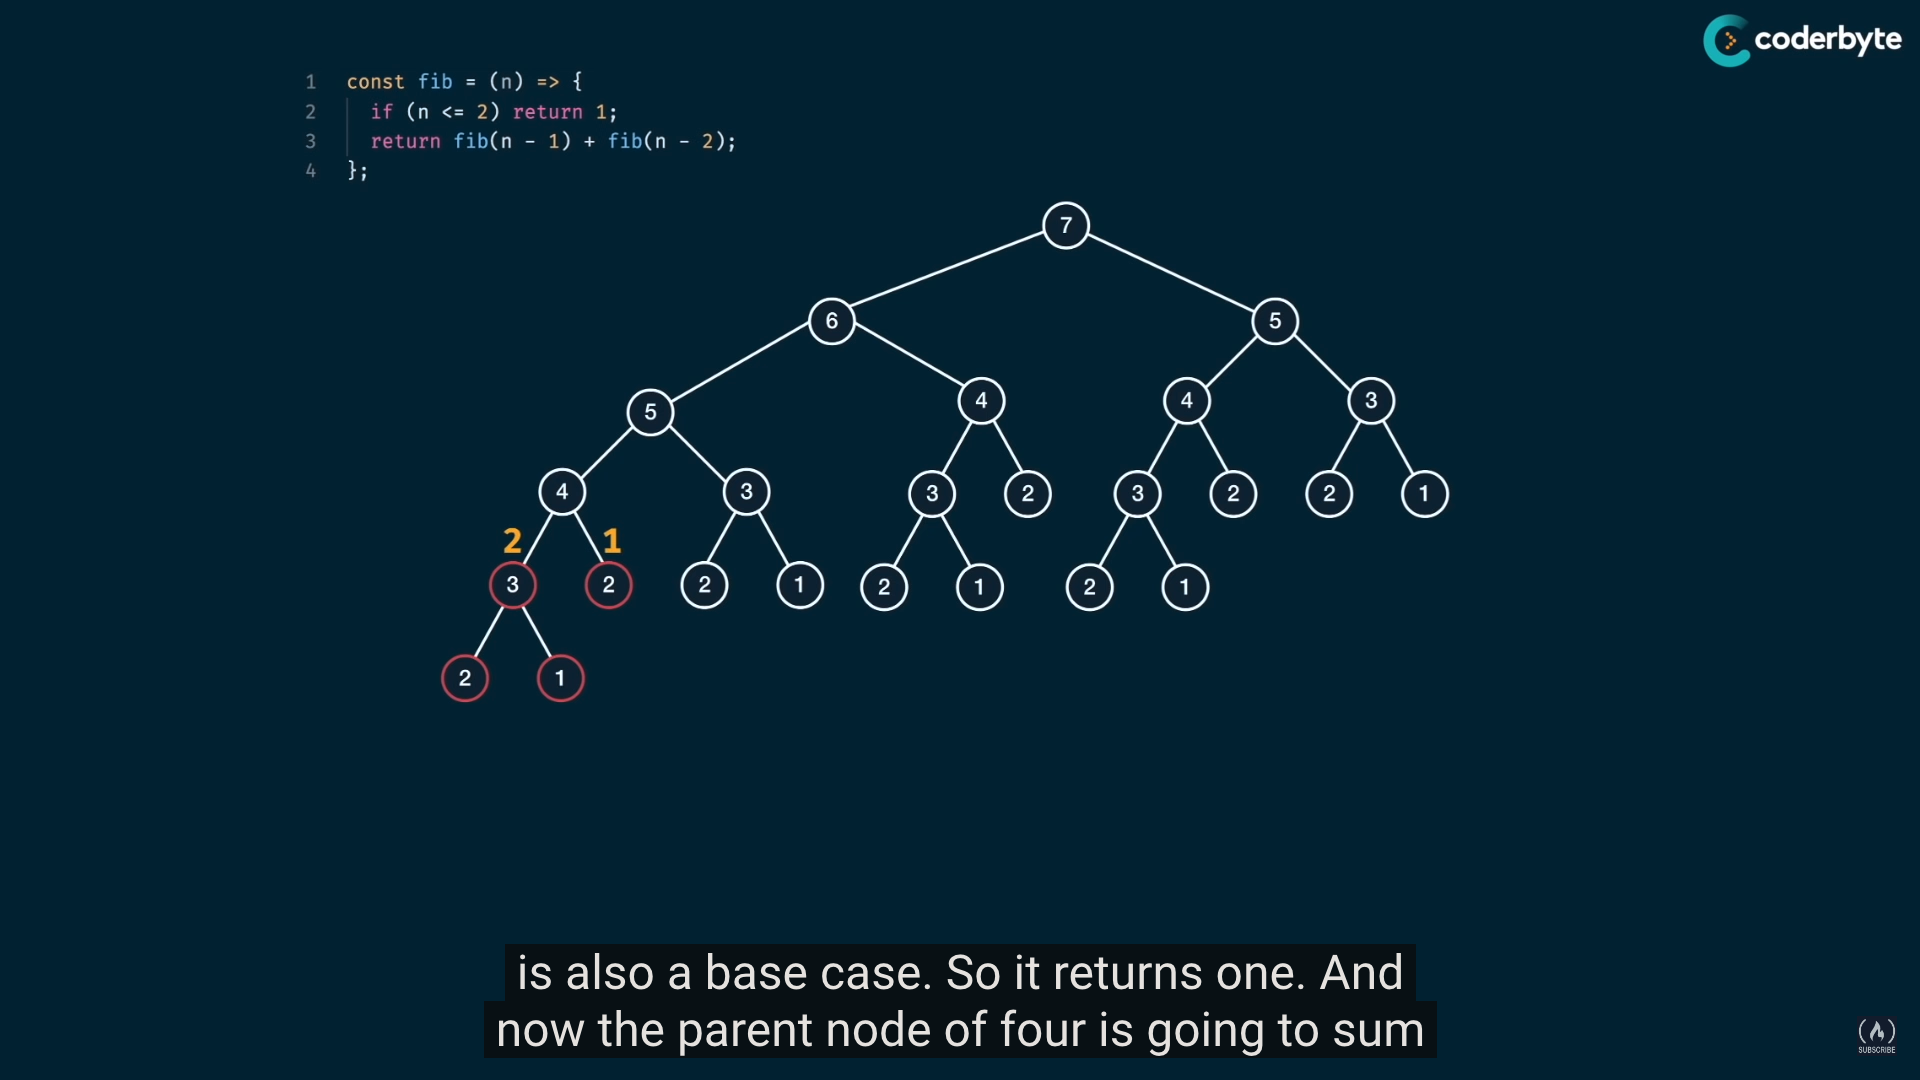 coderbyte
1 const fib = (n) => {
2 if (n <= 2) return 1;
3 return fib(n - 1) + fib(n - 2);
4 };
7
6 5
5 4 4 3
4 3 3 2 3 2 2 1
2 1
3 2 2 1 2 1 2 1
2 1
is also a base case. So it returns one. And
now the parent node of four is going to sum
SUBSCRIBE